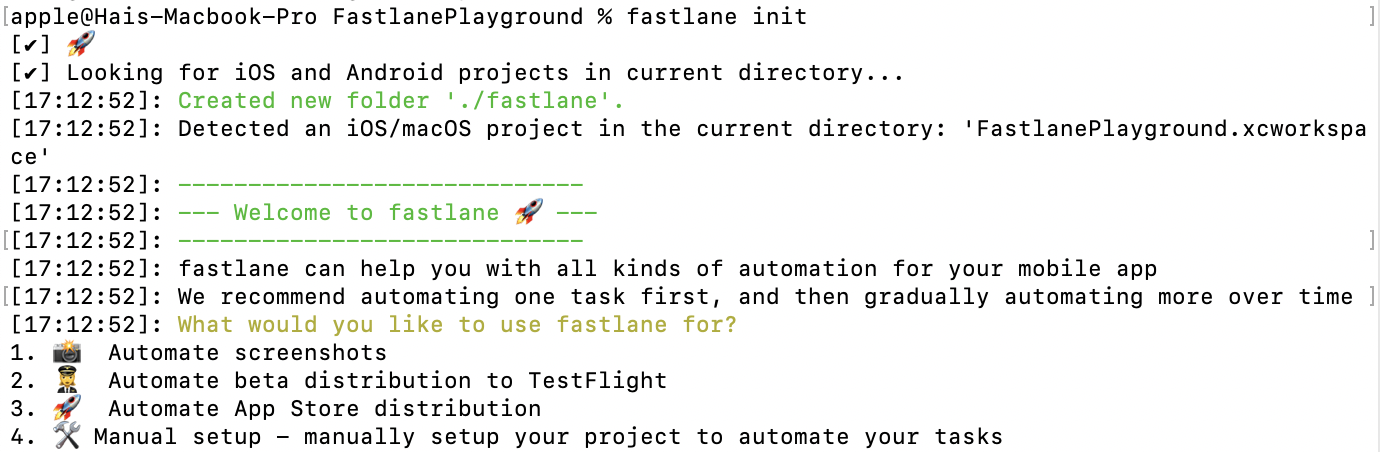 [apple@Hais-Macbook-Pro FastlanePlayground % fastlane init ]
[✔] 🚀
[✔] Looking for iOS and Android projects in current directory...
[17:12:52]: Created new folder './fastlane'.
[17:12:52]: Detected an iOS/macOS project in the current directory: 'FastlanePlayground.xcworkspa
ce'
[17:12:52]: -----------------------------
[17:12:52]: --- Welcome to fastlane 🚀 ---
[[17:12:52]: ----------------------------- ]
[17:12:52]: fastlane can help you with all kinds of automation for your mobile app
[[17:12:52]: We recommend automating one task first, and then gradually automating more over time ]
[17:12:52]: What would you like to use fastlane for?
1. 📸 Automate screenshots
2. 👩‍✈️ Automate beta distribution to TestFlight
3. 🚀 Automate App Store distribution
4. 🛠 Manual setup - manually setup your project to automate your tasks